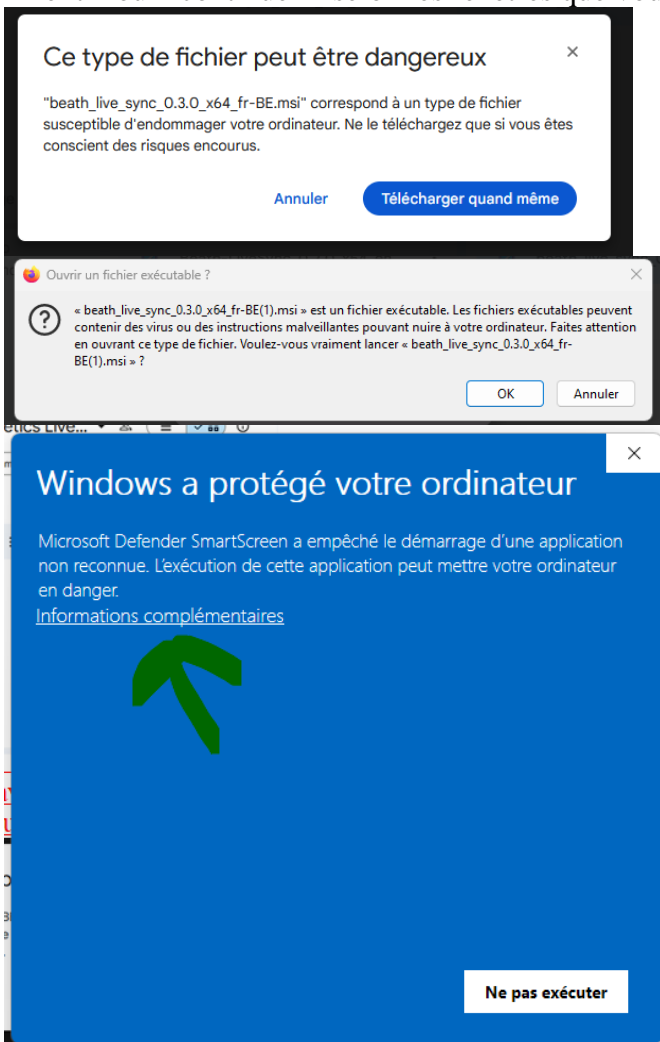 Ce type de fichier peut être dangereux
"beath_live_sync_0.3.0_x64_fr-BE.msi" correspond à un type de fichier
susceptible d'endommager votre ordinateur. Ne le téléchargez que si vous êtes
conscient des risques encourus.
Annuler
Télécharger quand même
Ouvrir un fichier exécutable ?
« beath_live_sync_0.3.0_x64_fr-BE(1).msi » est un fichier exécutable. Les fichiers exécutables peuvent
contenir des virus ou des instructions malveillantes pouvant nuire à votre ordinateur. Faites attention
en ouvrant ce type de fichier. Voulez-vous vraiment lancer « beath_live_sync_0.3.0_x64_fr-
BE(1).msi » ?
OK
Annuler
Windows a protégé votre ordinateur
Microsoft Defender SmartScreen a empêché le démarrage d'une application
non reconnue. L'exécution de cette application peut mettre votre ordinateur
en danger.
Informations complémentaires
Ne pas exécuter